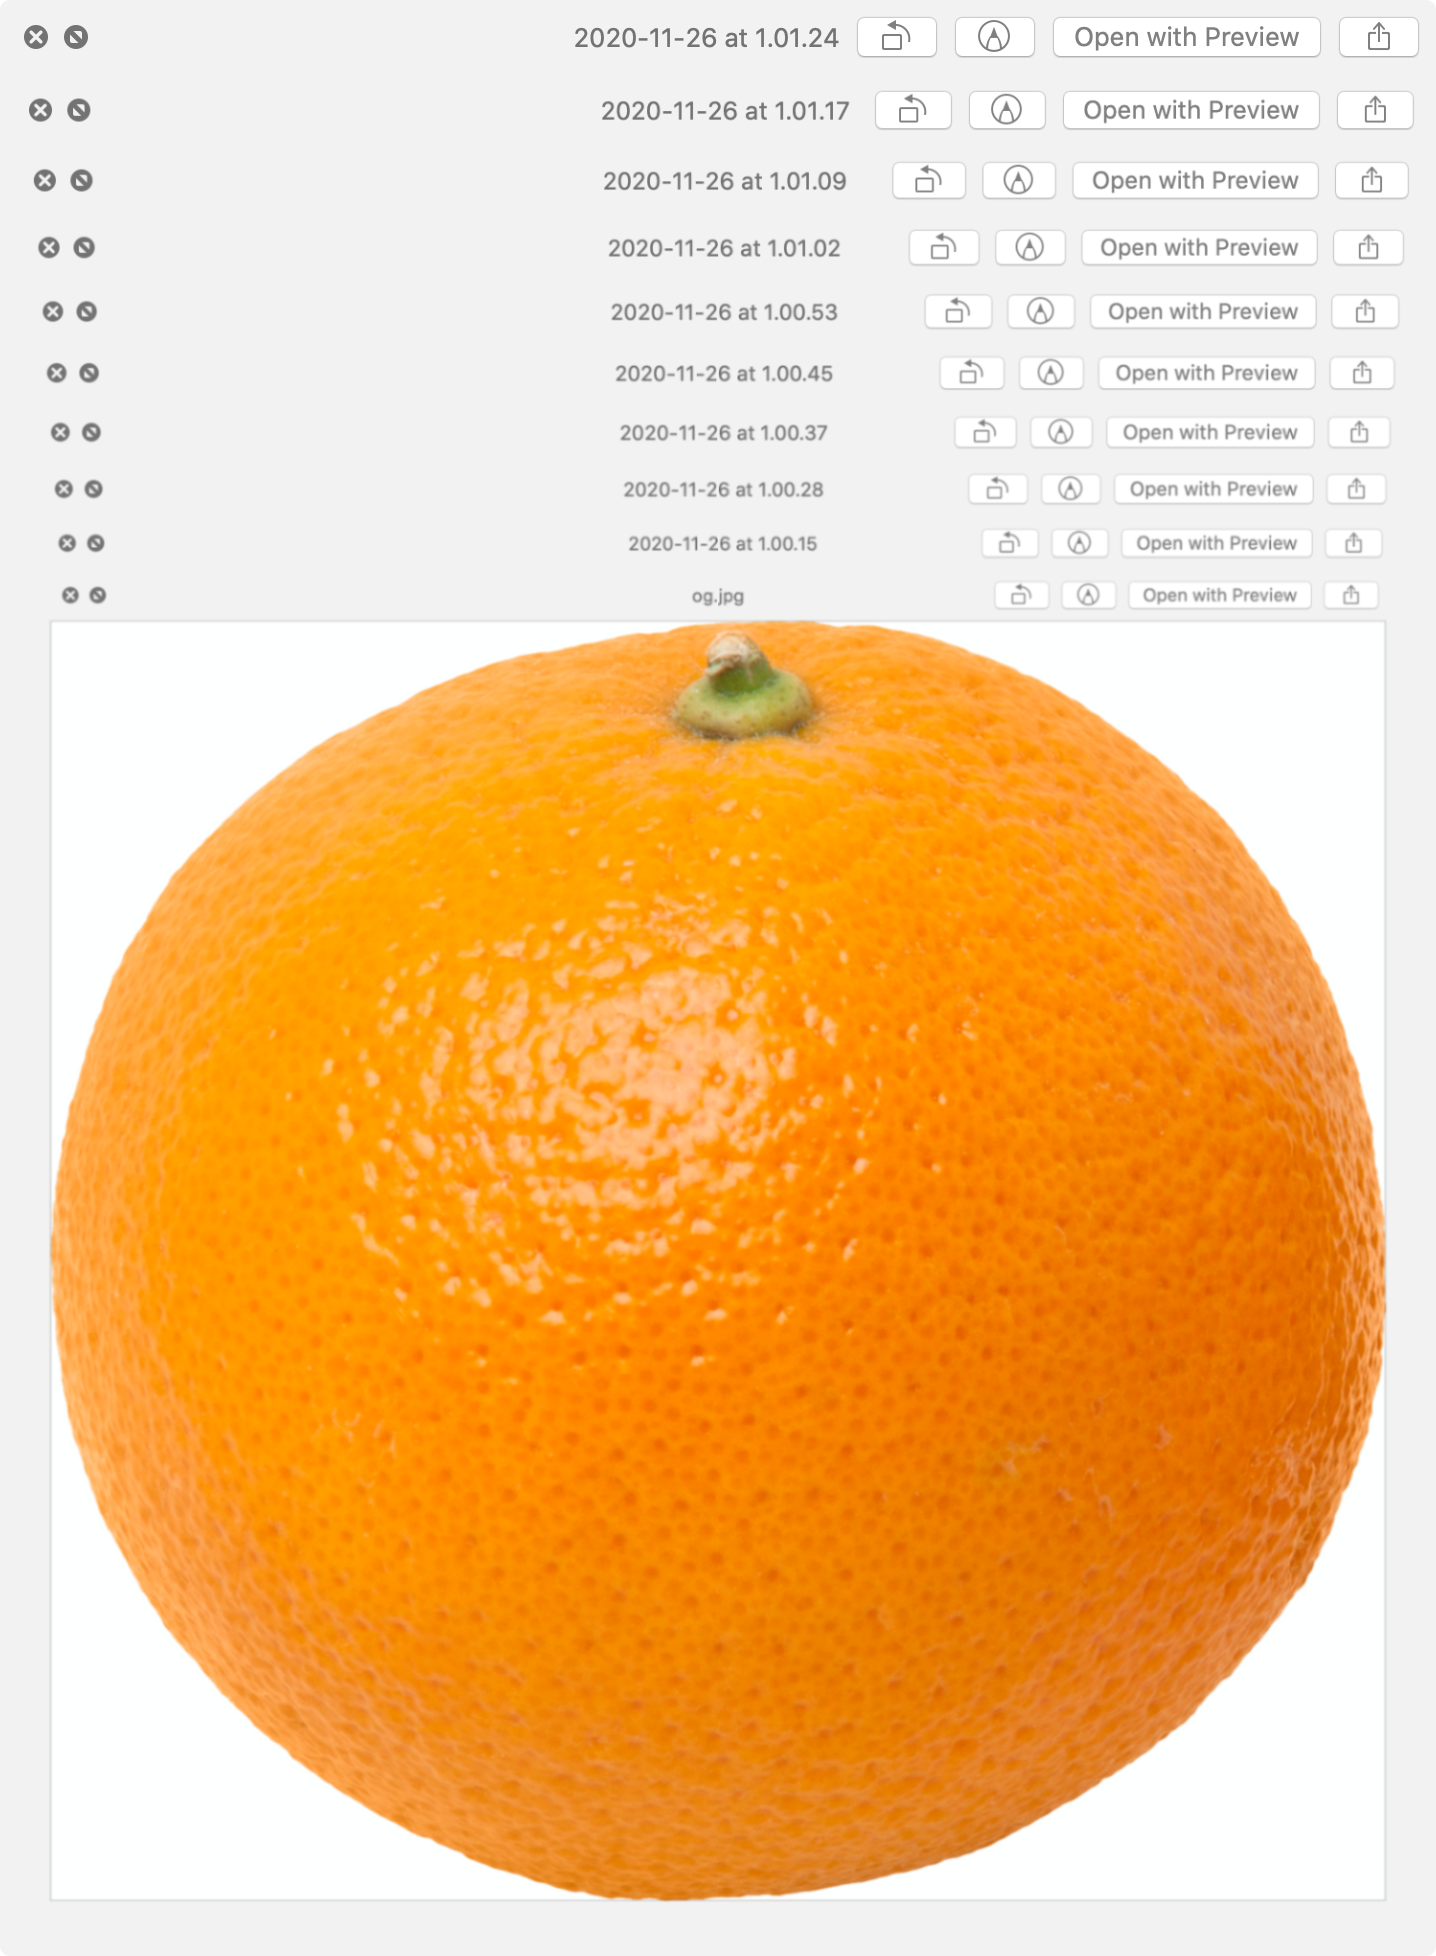 2020-11-26 at 1.01.24 Open with Preview
2020-11-26 at 1.01.17 Open with Preview
2020-11-26 at 1.01.09 Open with Preview
2020-11-26 at 1.01.02 Open with Preview
2020-11-26 at 1.00.53 Open with Preview
2020-11-26 at 1.00.45 Open with Preview
2020-11-26 at 1.00.37 Open with Preview
2020-11-26 at 1.00.28 Open with Preview
2020-11-26 at 1.00.15 Open with Preview
og.jpg Open with Preview